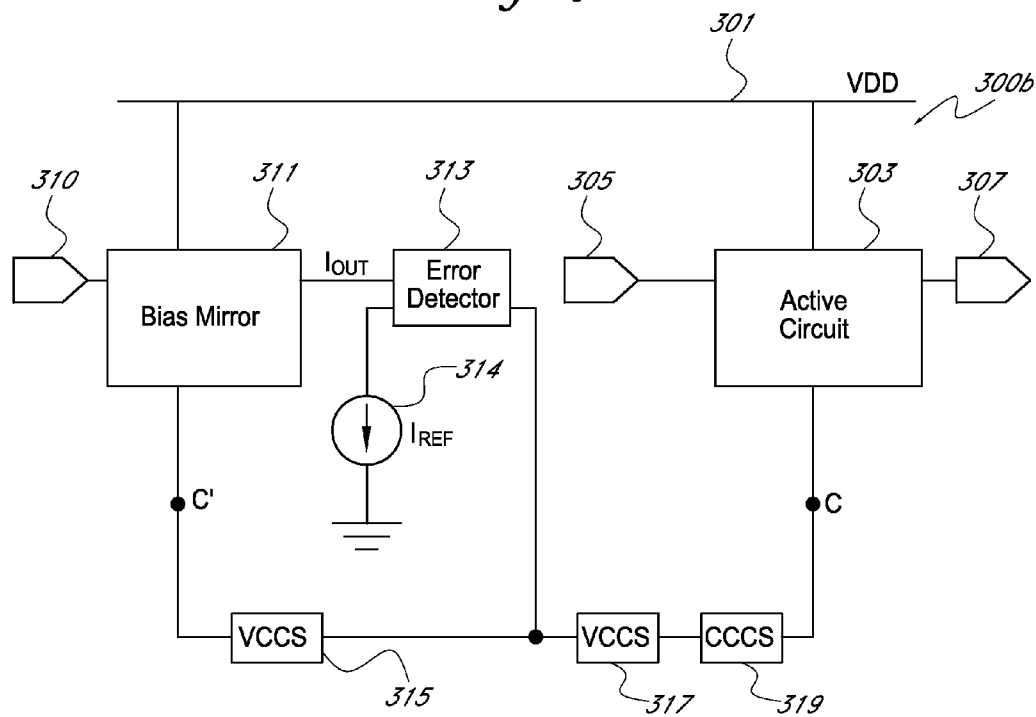 301
VDD
300b
310
311
313
305
303
307
Bias Mirror
IOUT
Error
Detector
Active
Circuit
314
IREF
C'
C
VCCS
VCCS
CCCS
315
317
319